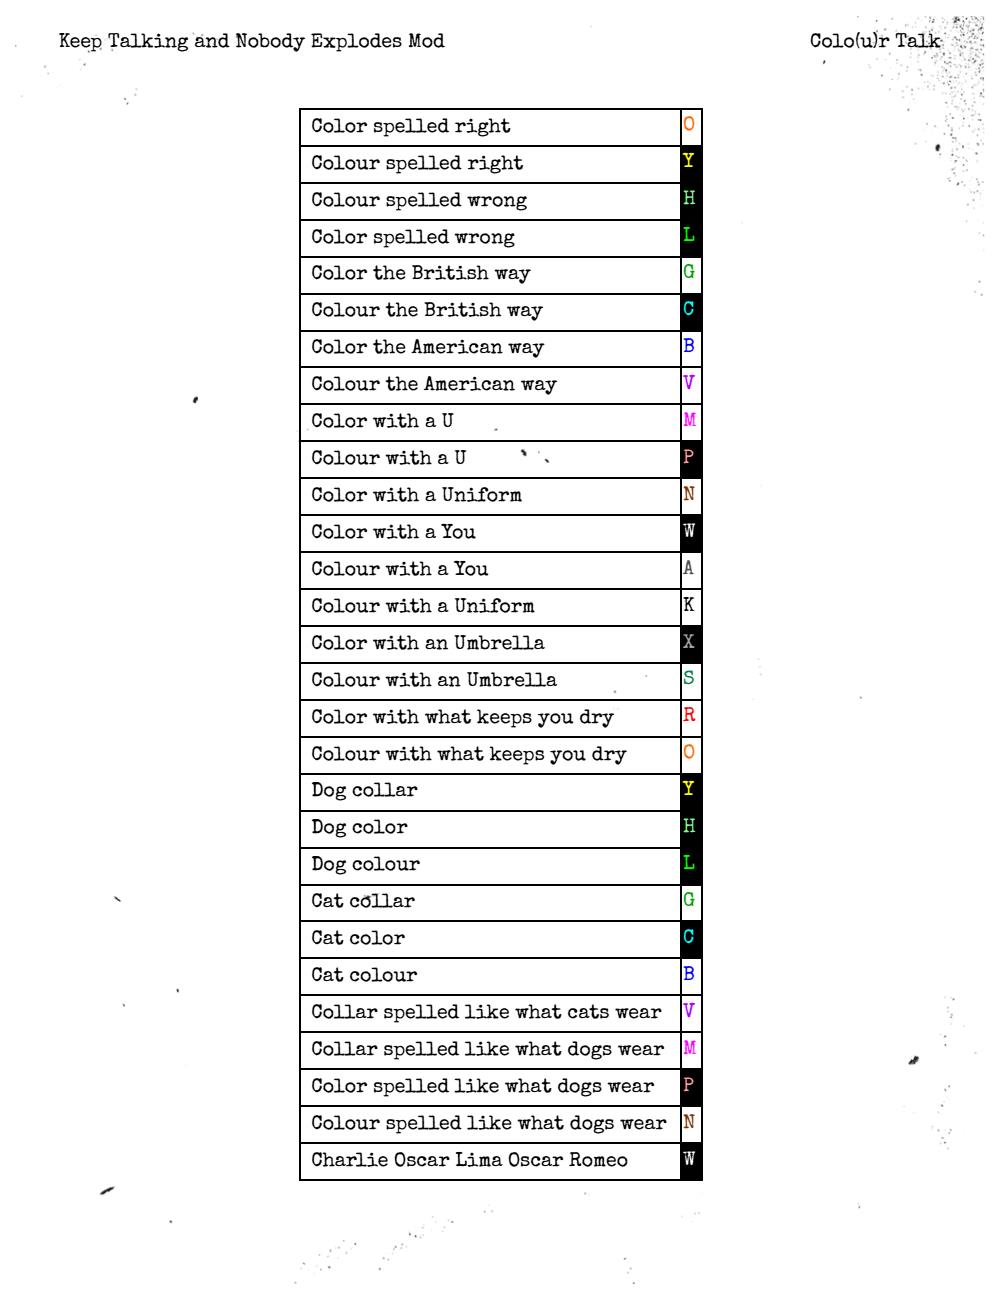 Keep Talking and Nobody Explodes Mod Colo(u)r Talk
Color spelled right O
Colour spelled right Y
Colour spelled wrong H
Color spelled wrong L
Color the British way G
Colour the British way C
Color the American way B
Colour the American way V
Color with a U M
Colour with a U P
Color with a Uniform N
Color with a You W
Colour with a You A
Colour with a Uniform K
Color with an Umbrella X
Colour with an Umbrella S
Color with what keeps you dry R
Colour with what keeps you dry O
Dog collar Y
Dog color H
Dog colour L
Cat collar G
Cat color C
Cat colour B
Collar spelled like what cats wear V
Collar spelled like what dogs wear M
Color spelled like what dogs wear P
Colour spelled like what dogs wear N
Charlie Oscar Lima Oscar Romeo W